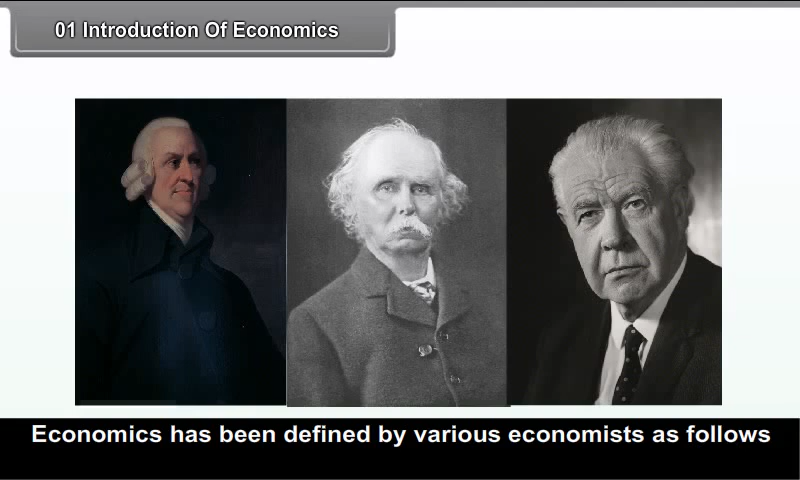 01 Introduction Of Economics
Economics has been defined by various economists as follows